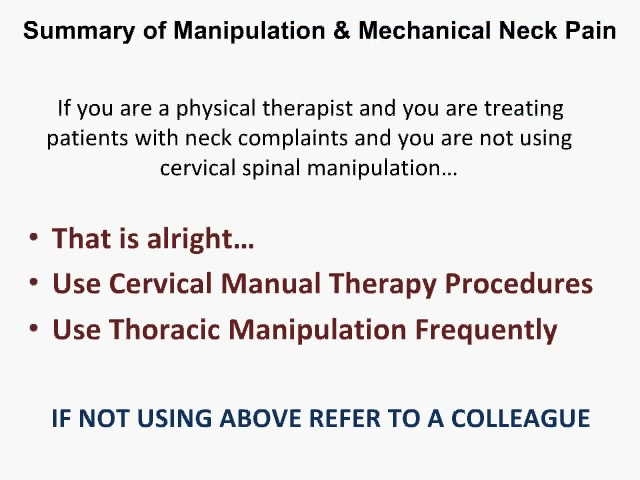 Summary of Manipulation & Mechanical Neck Pain
If you are a physical therapist and you are treating
patients with neck complaints and you are not using
cervical spinal manipulation…
• That is alright…
• Use Cervical Manual Therapy Procedures
• Use Thoracic Manipulation Frequently
IF NOT USING ABOVE REFER TO A COLLEAGUE